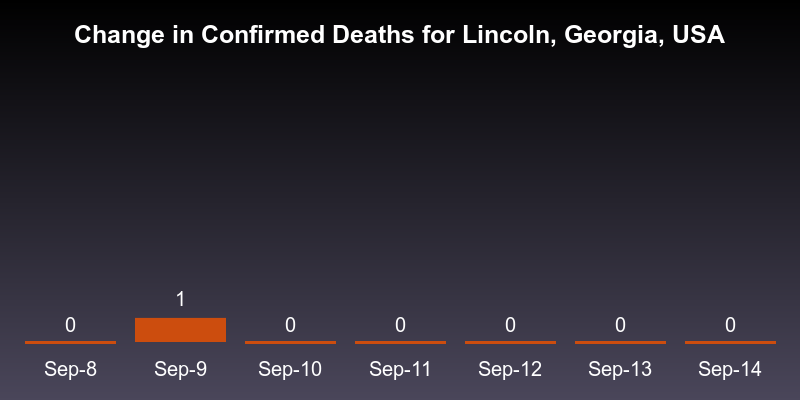 Change in Confirmed Deaths for Lincoln, Georgia, USA
0 1 0 0 0 0 0
Sep-8 Sep-9 Sep-10 Sep-11 Sep-12 Sep-13 Sep-14